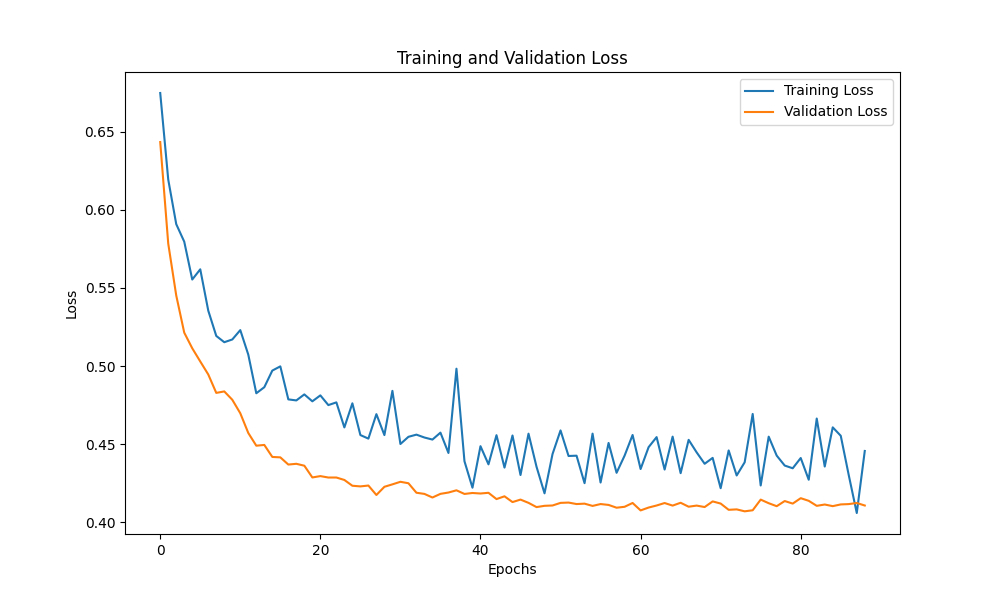 Training and Validation Loss
Training Loss
Validation Loss
0.65
0.60
0.55
0.50
0.45
0.40
Loss
0 20 40 60 80
Epochs